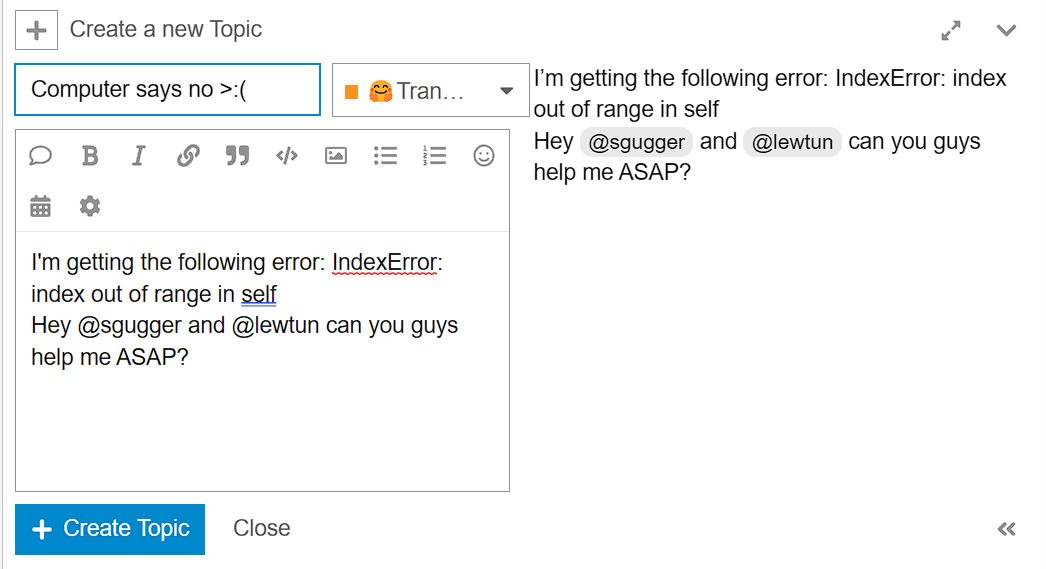 Create a new Topic
Computer says no >:(
🤗 Tran...
I'm getting the following error: IndexError:
index out of range in self
Hey @sgugger and @lewtun can you guys
help me ASAP?
I’m getting the following error: IndexError: index
out of range in self
Hey @sgugger and @lewtun can you guys
help me ASAP?
+ Create Topic
Close